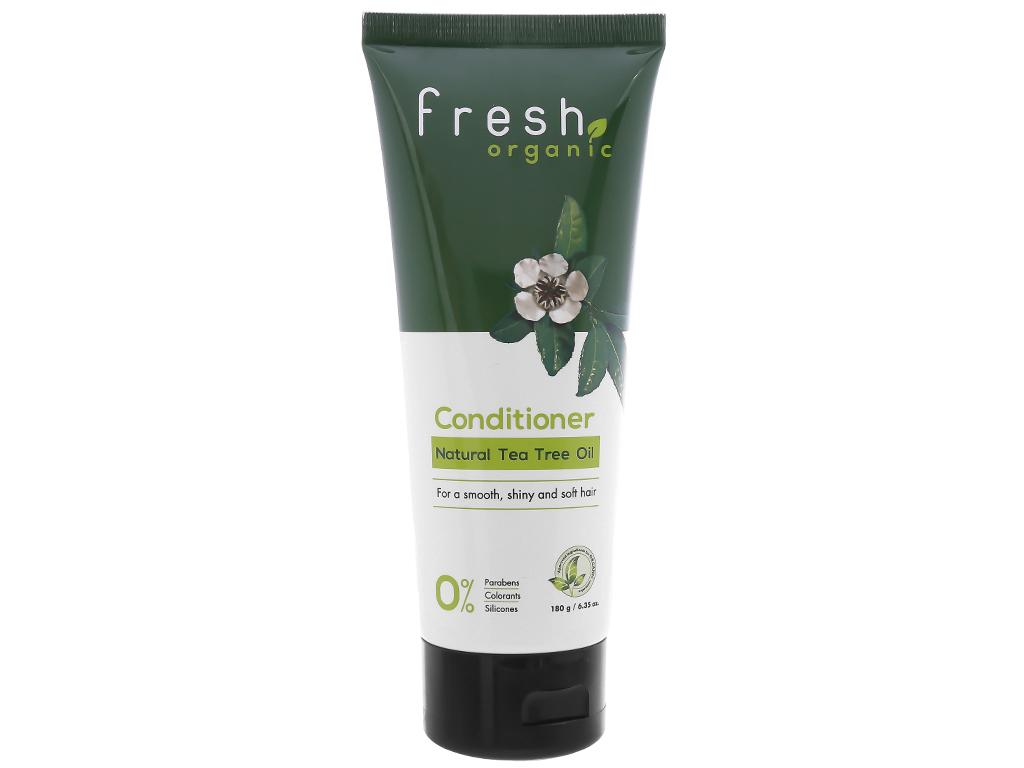 fresh
organic
Conditioner
Natural Tea Tree Oil
For a smooth, shiny and soft hair
0%
Parabens
Colorants
Silicones
180 g / 6.35 oz.